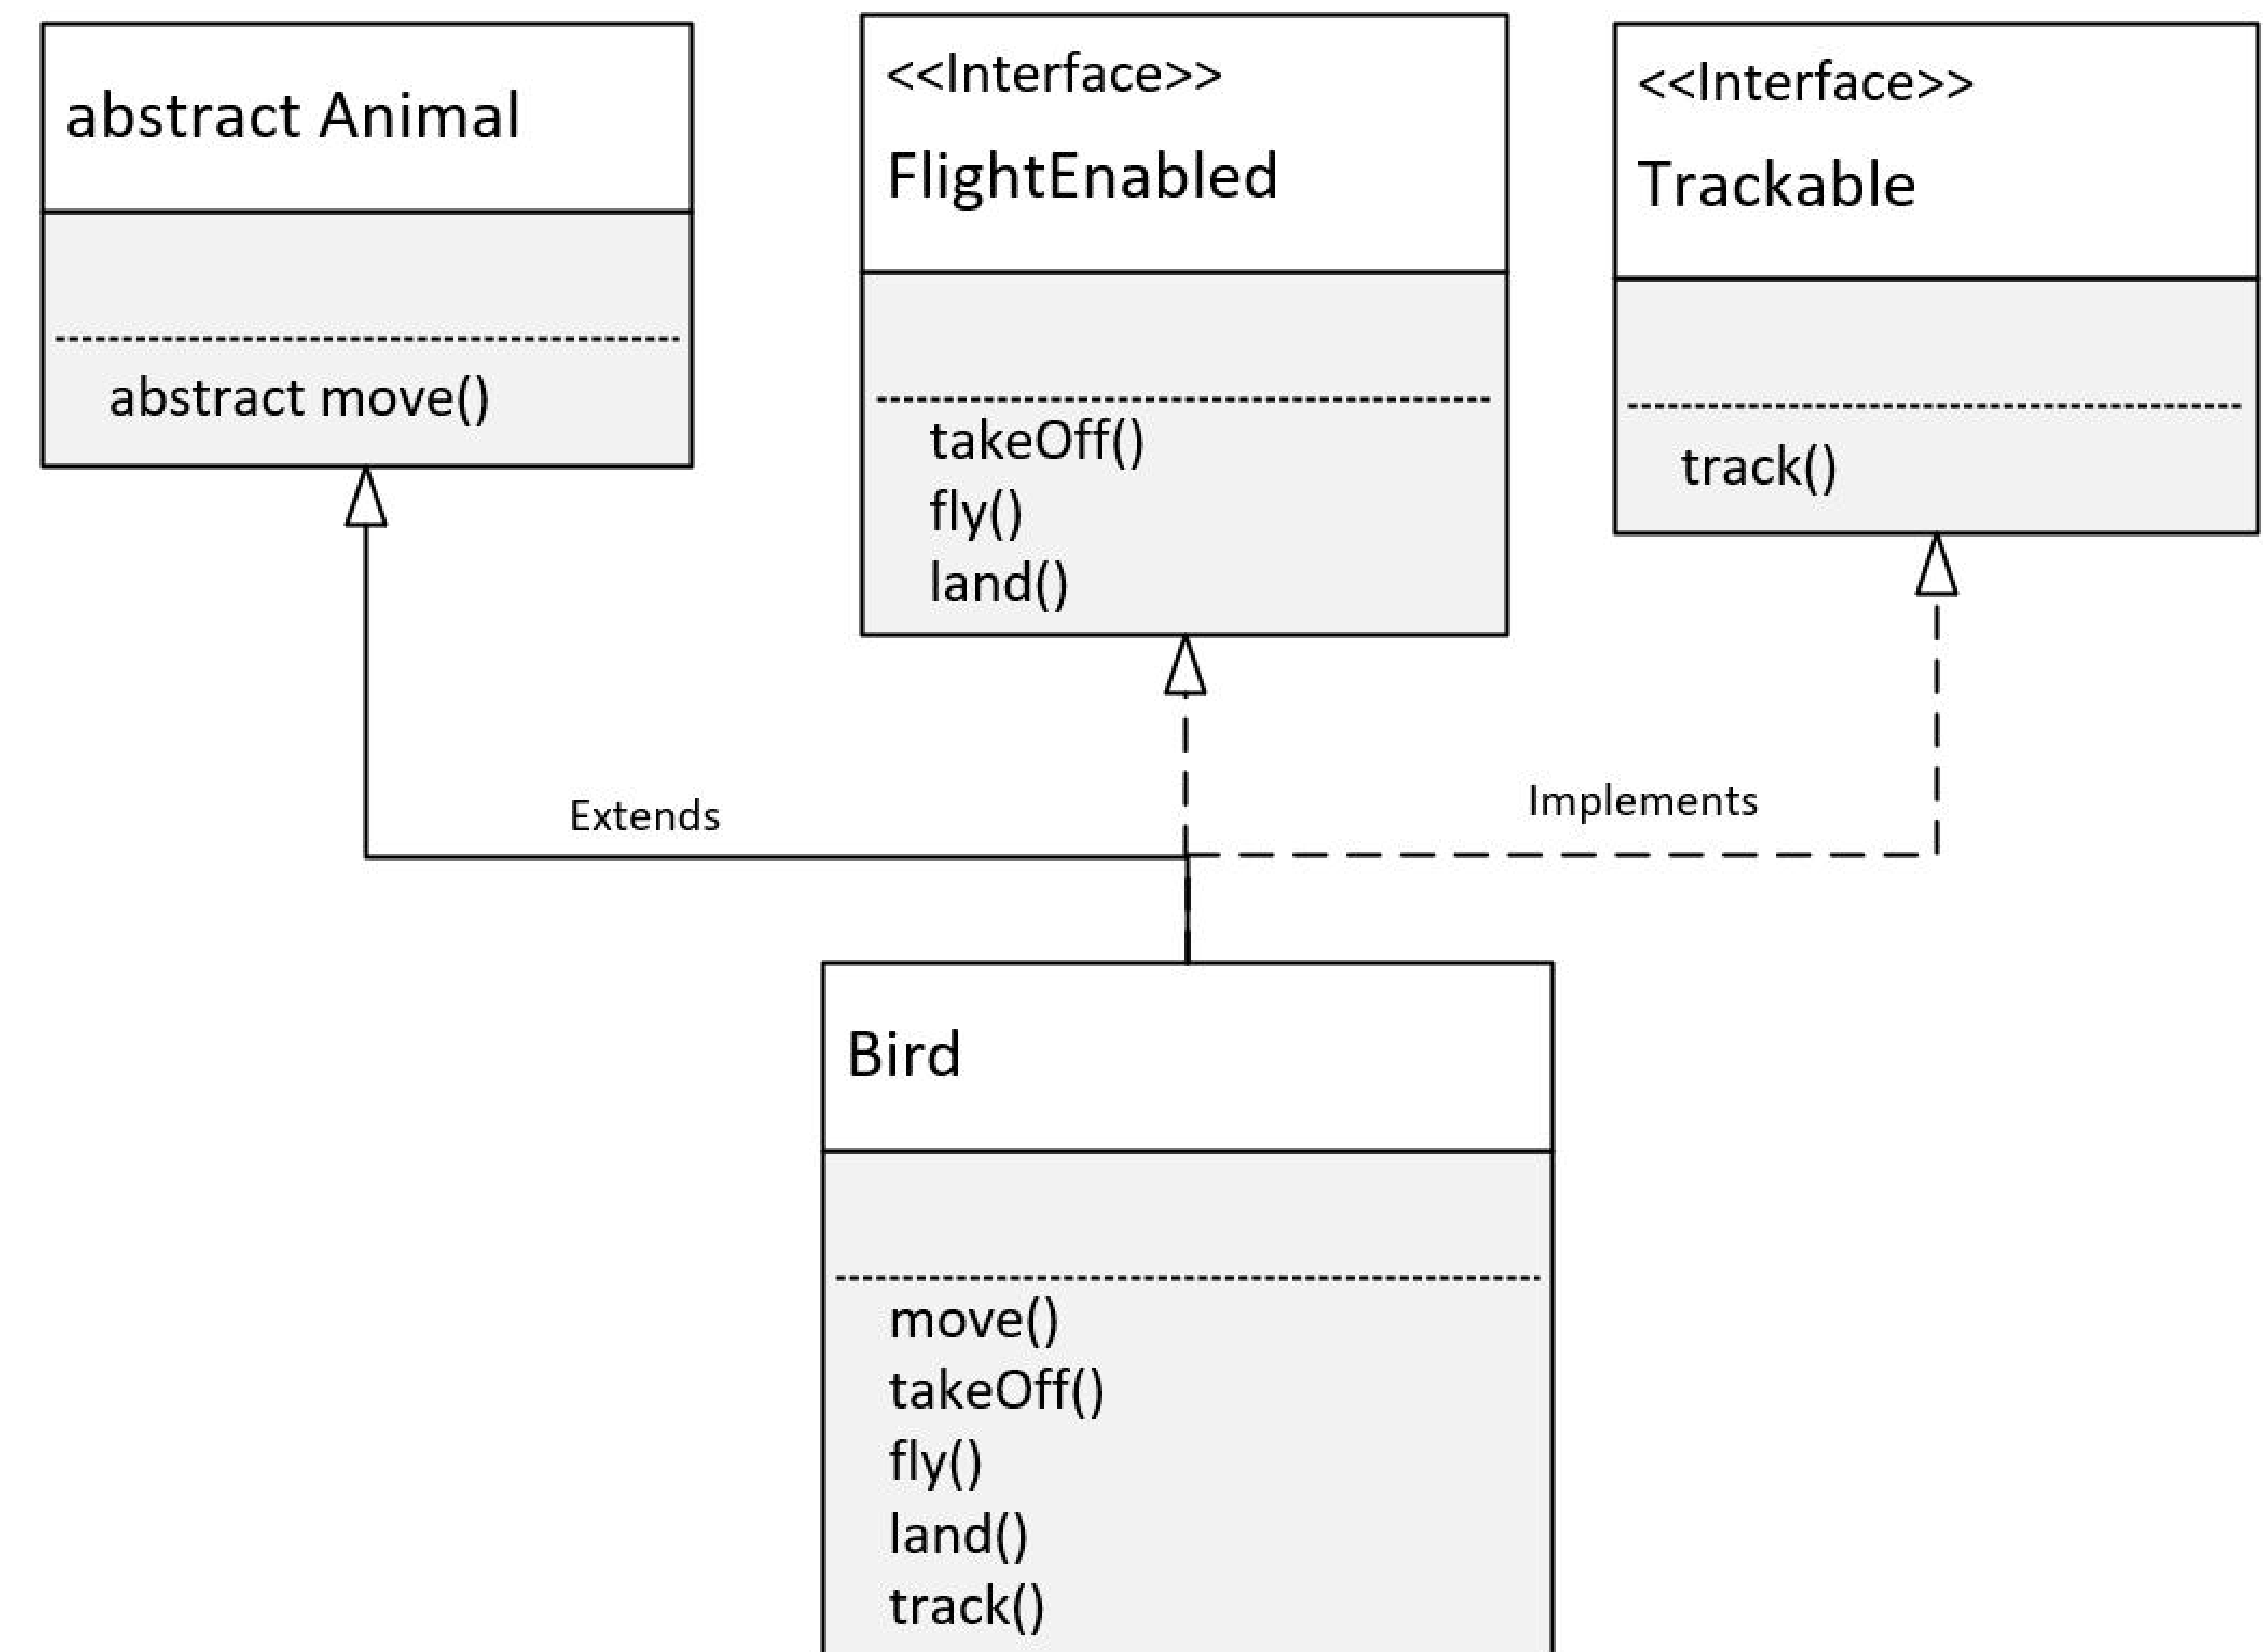 abstract Animal
abstract move()
<<Interface>>
FlightEnabled
takeOff()
fly()
land()
<<Interface>>
Trackable
track()
Extends
Implements
Bird
move()
takeOff()
fly()
land()
track()